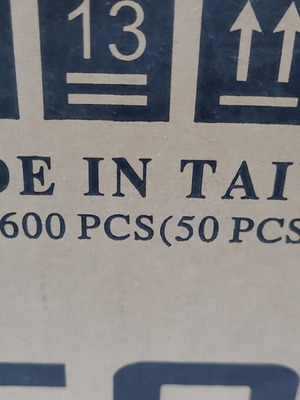 13
DE IN TAI
600 PCS(50 PCS